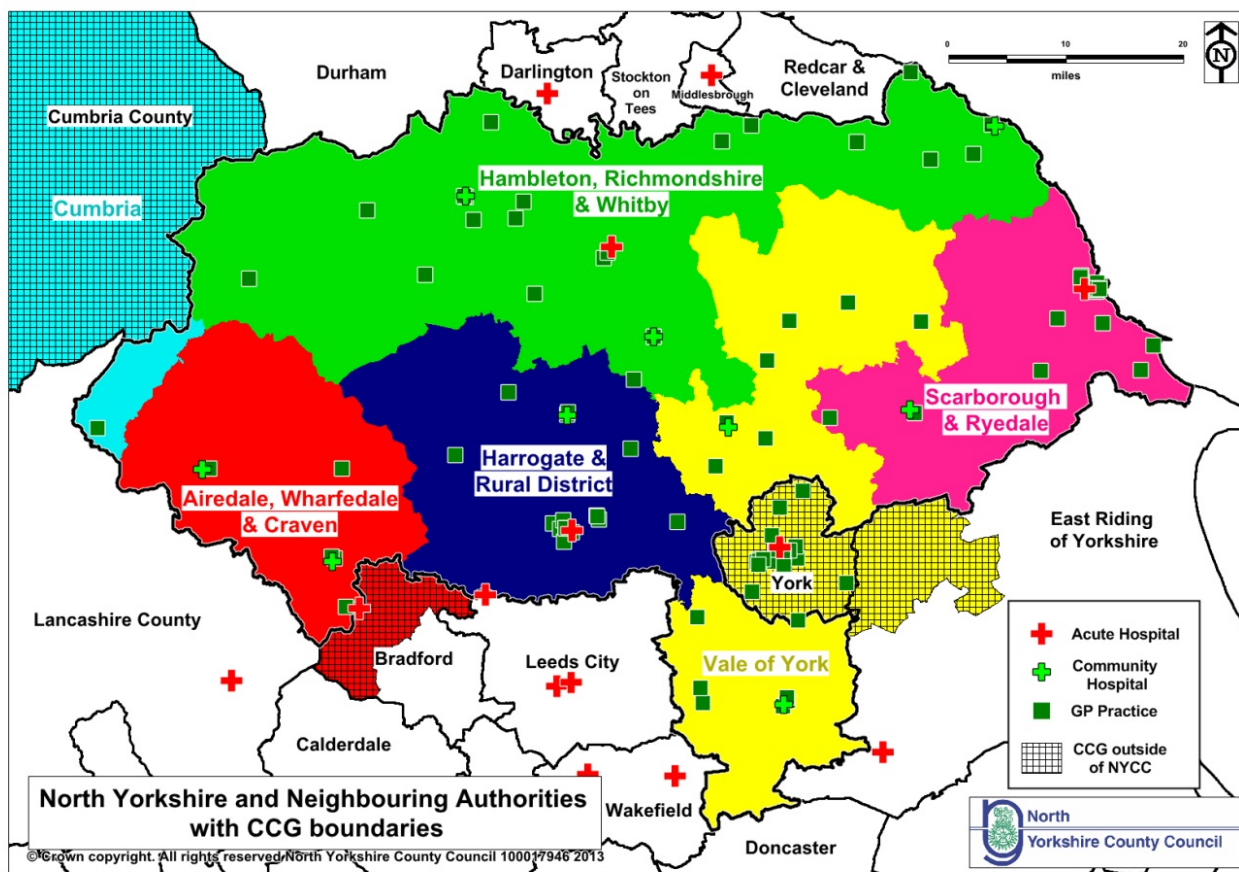 Durham
Darlington
Stockton
on
Tees
Middlesbrough
Redcar &
Cleveland
0 10 20
miles
N
Cumbria County
Cumbria
Hambleton, Richmondshire
& Whitby
Scarborough
& Ryedale
Harrogate &
Rural District
Airedale, Wharfedale
& Craven
East Riding
of Yorkshire
York
Lancashire County
Bradford
Leeds City
Vale of York
Calderdale
Wakefield
Doncaster
Acute Hospital
Community
Hospital
GP Practice
CCG outside
of NYCC
North Yorkshire and Neighbouring Authorities
with CCG boundaries
© Crown copyright. All rights reserved North Yorkshire County Council 100017946 2013
North
Yorkshire County Council